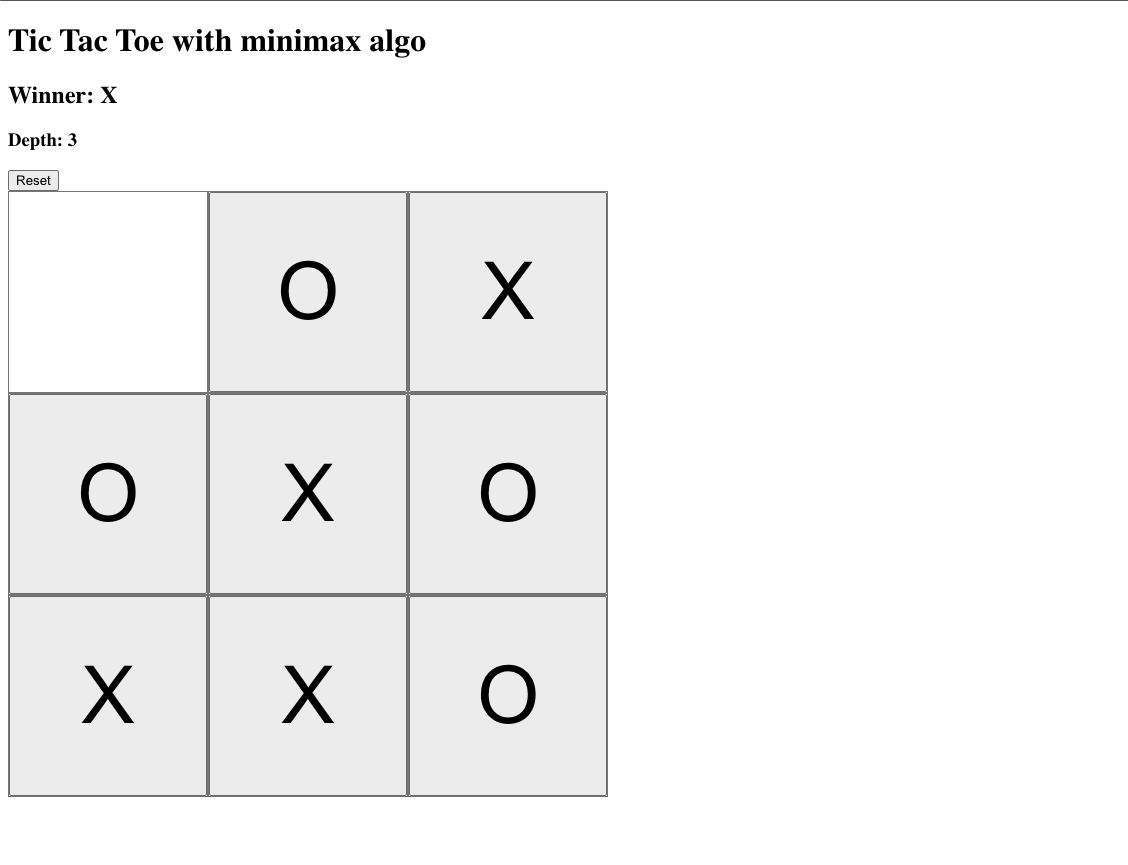 Tic Tac Toe with minimax algo
Winner: X
Depth: 3
Reset
O X
O X O
X X O